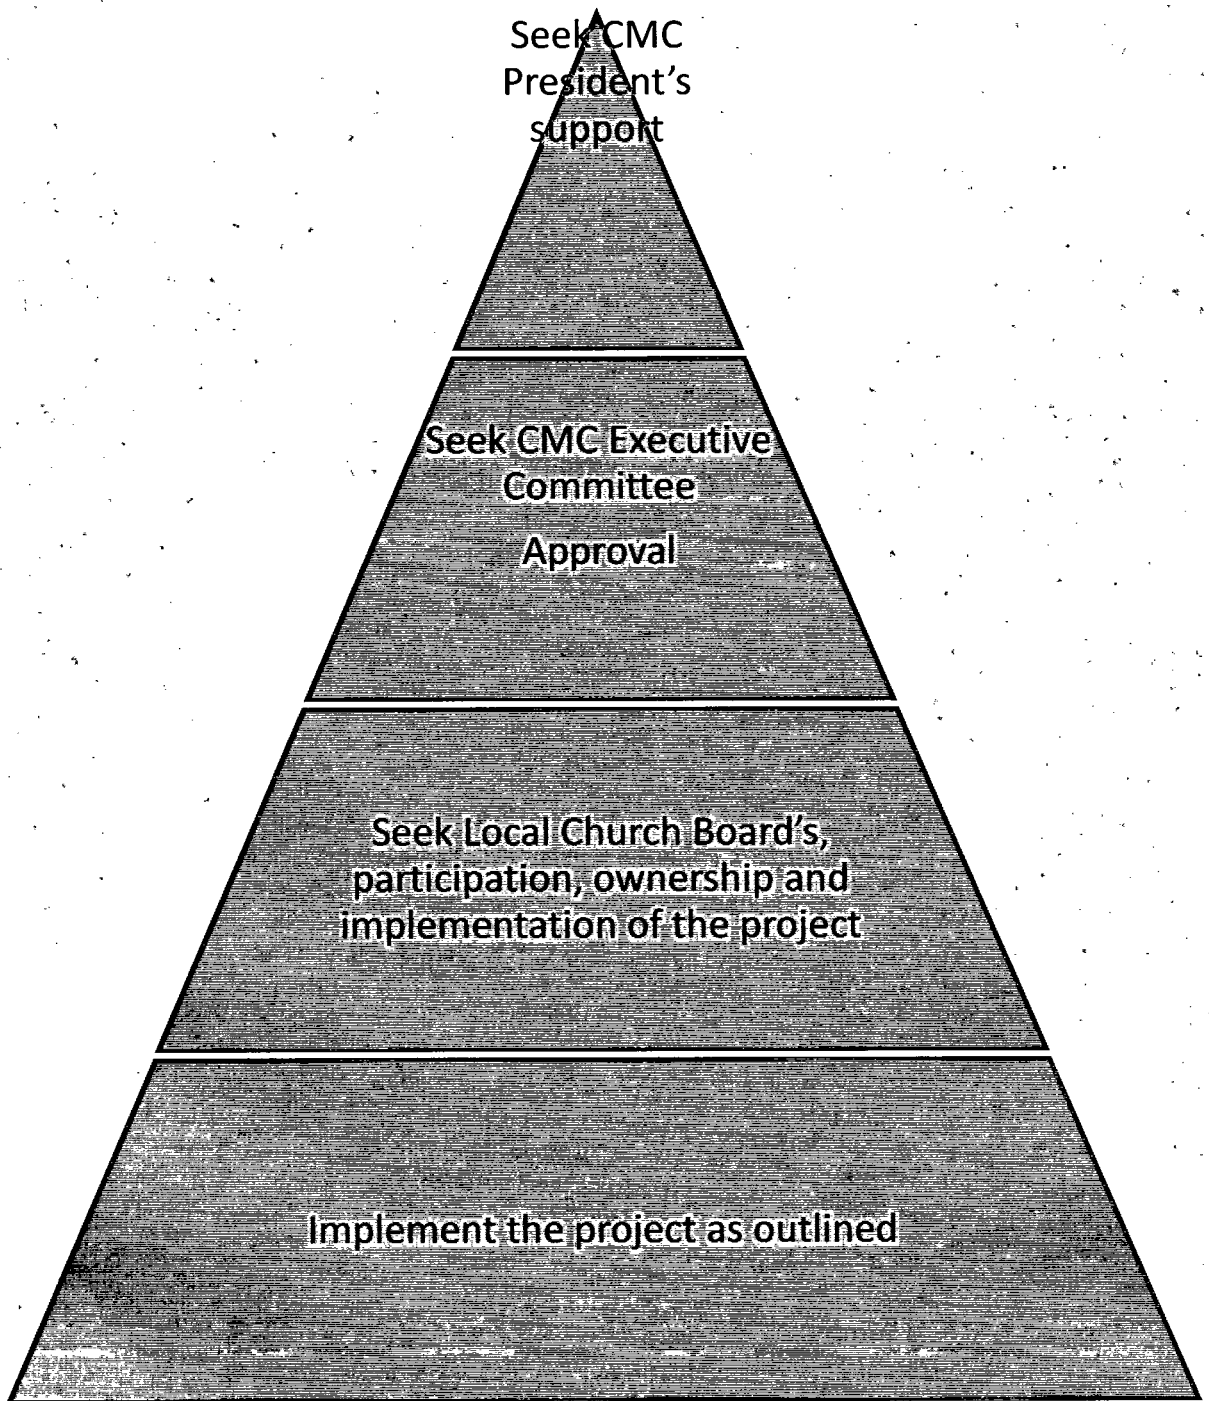 Seek CMC
President's
support
Seek CMC Executive
Committee
Approval
Seek Local Church Board's,
participation, ownership and
implementation of the project
Implement the project as outlined